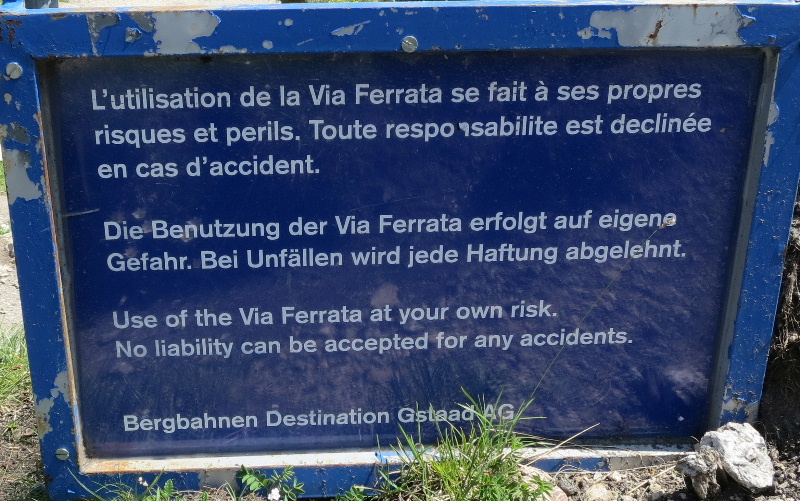 L'utilisation de la Via Ferrata se fait à ses propres
risques et perils. Toute responsabilite est declinée
en cas d'accident.
Die Benutzung der Via Ferrata erfolgt auf eigene
Gefahr. Bei Unfällen wird jede Haftung abgelehnt.
Use of the Via Ferrata at your own risk.
No liability can be accepted for any accidents.
Bergbahnen Destination Gstaad AG